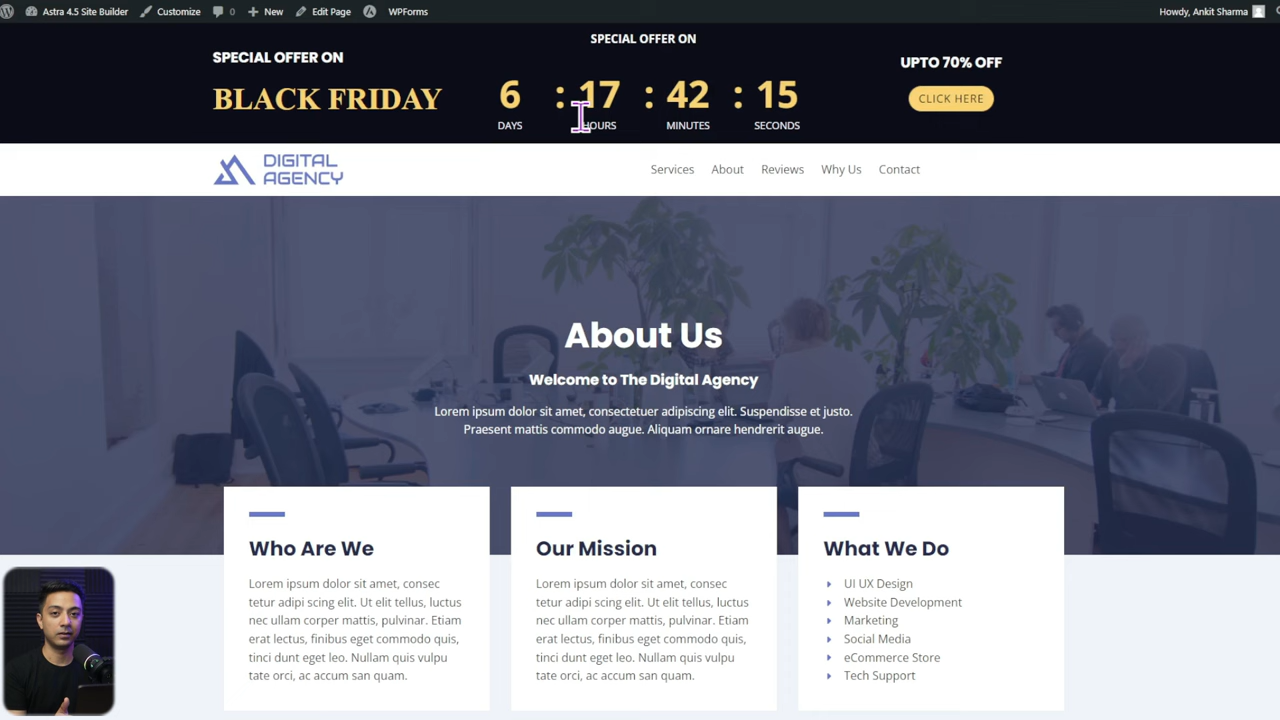 Astra 4.5 Site Builder Customize 0 New Edit Page WPForms Howdy, Ankit Sharma
SPECIAL OFFER ON
BLACK FRIDAY
SPECIAL OFFER ON
6 : 17 : 42 : 15
DAYS HOURS MINUTES SECONDS
UPTO 70% OFF
CLICK HERE
DIGITAL
AGENCY
Services About Reviews Why Us Contact
About Us
Welcome to The Digital Agency
Lorem ipsum dolor sit amet, consectetuer adipiscing elit. Suspendisse et justo.
Praesent mattis commodo augue. Aliquam ornare hendrerit augue.
Who Are We
Lorem ipsum dolor sit amet, consec
tetur adipi scing elit. Ut elit tellus, luctus
nec ullam corper mattis, pulvinar. Etiam
erat lectus, finibus eget commodo quis,
tinci dunt eget leo. Nullam quis vulpu
tate orci, ac accum san quam.
Our Mission
Lorem ipsum dolor sit amet, consec
tetur adipi scing elit. Ut elit tellus, luctus
nec ullam corper mattis, pulvinar. Etiam
erat lectus, finibus eget commodo quis,
tinci dunt eget leo. Nullam quis vulpu
tate orci, ac accum san quam.
What We Do
UI UX Design
Website Development
Marketing
Social Media
eCommerce Store
Tech Support